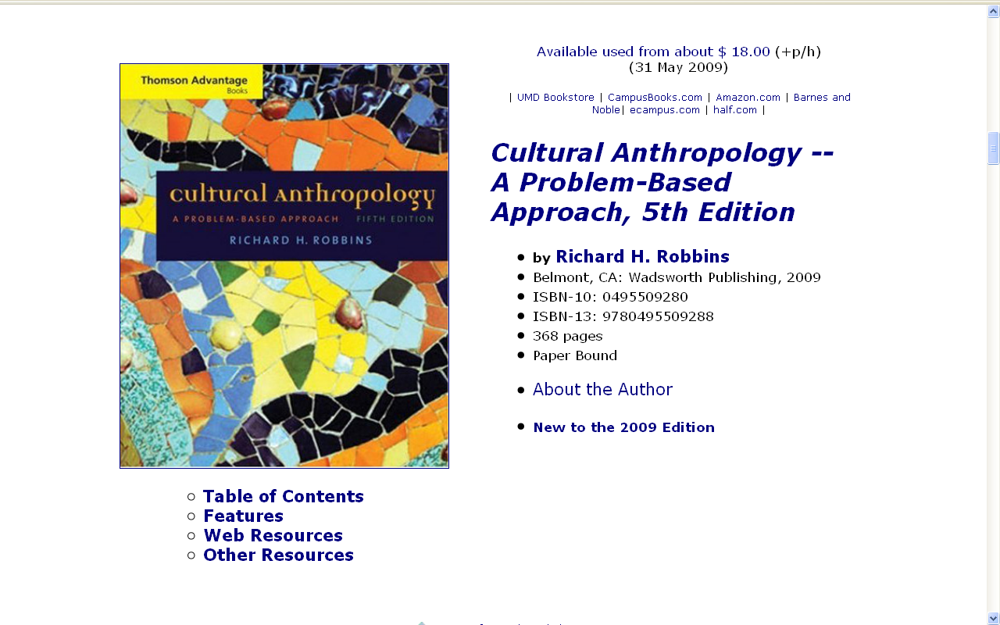 Thomson Advantage
Books
cultural anthropology
A PROBLEM-BASED APPROACH FIFTH EDITION
RICHARD H. ROBBINS
Table of Contents
Features
Web Resources
Other Resources
Available used from about $ 18.00 (+p/h)
(31 May 2009)
| UMD Bookstore | CampusBooks.com | Amazon.com | Barnes and
Noble| ecampus.com | half.com |
Cultural Anthropology --
A Problem-Based
Approach, 5th Edition
by Richard H. Robbins
Belmont, CA: Wadsworth Publishing, 2009
ISBN-10: 0495509280
ISBN-13: 9780495509288
368 pages
Paper Bound
About the Author
New to the 2009 Edition